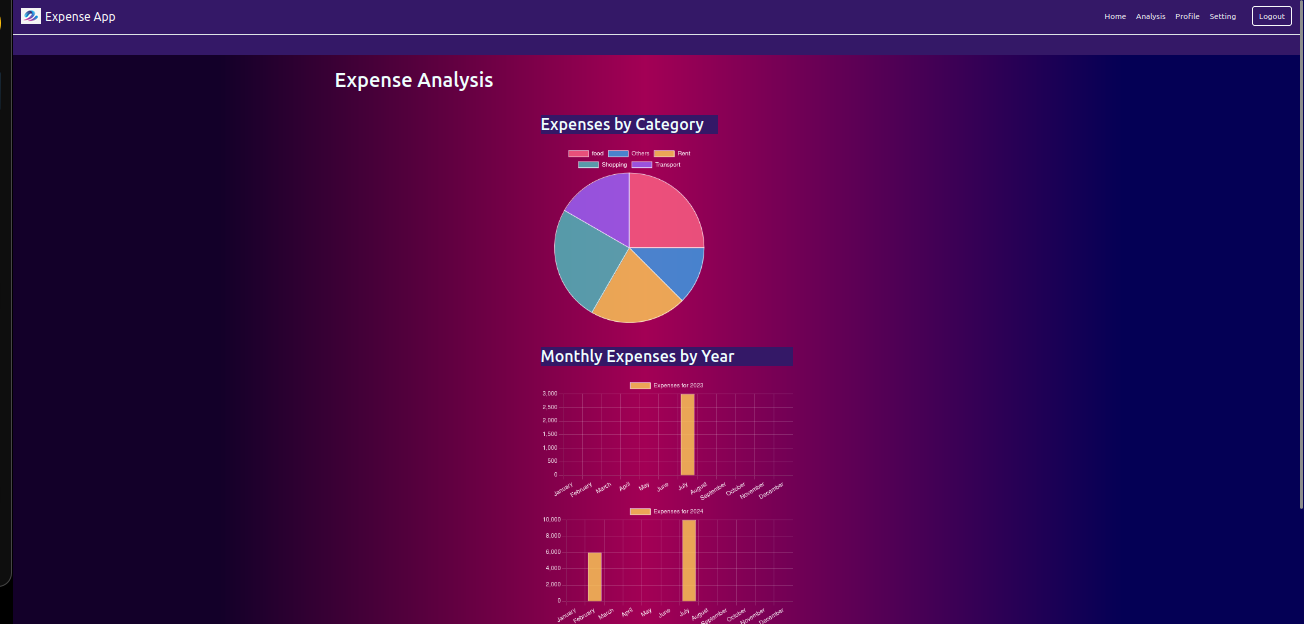 Expense App
Home Analysis Profile Setting Logout
Expense Analysis
Expenses by Category
food Others Rent
Shopping Transport
Monthly Expenses by Year
Expenses for 2023
3,000
2,500
2,000
1,500
1,000
500
0
January February March April May June July August September October November December
Expenses for 2024
10,000
8,000
6,000
4,000
2,000
0
January February March April May June July August September October November December